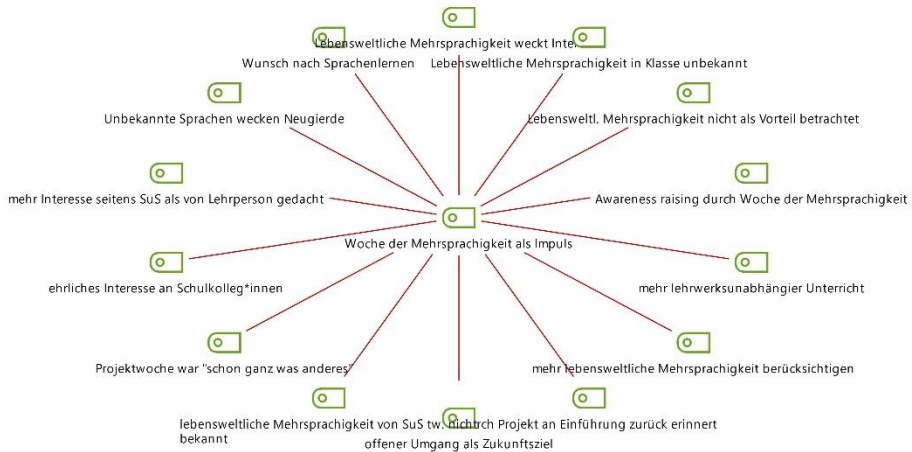 Lebensweltliche Mehrsprachigkeit weckt Inter
Wunsch nach Sprachenlernen
Lebensweltliche Mehrsprachigkeit in Klasse unbekannt
Unbekannte Sprachen wecken Neugierde
Lebensweltl. Mehrsprachigkeit nicht als Vorteil betrachtet
mehr Interesse seitens SuS als von Lehrperson gedacht
Awareness raising durch Woche der Mehrsprachigkeit
Woche der Mehrsprachigkeit als Impuls
ehrliches Interesse an Schulkolleg*innen
mehr lehrwerksunabhängier Unterricht
Projektwoche war "schon ganz was anderes"
mehr lebensweltliche Mehrsprachigkeit berücksichtigen
lebensweltliche Mehrsprachigkeit von SuS tw. nicht
bekannt
rch Projekt an Einführung zurück erinnert
offener Umgang als Zukunftsziel